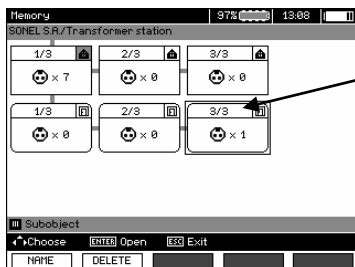 Memory 97% 13:08
SONEL S.A./Transformer station
1/3 2/3 3/3
× 7 × 0 × 0
1/3 2/3 3/3
× 0 × 0 × 1
Subobject
Choose ENTER Open ESC Exit
NAME DELETE